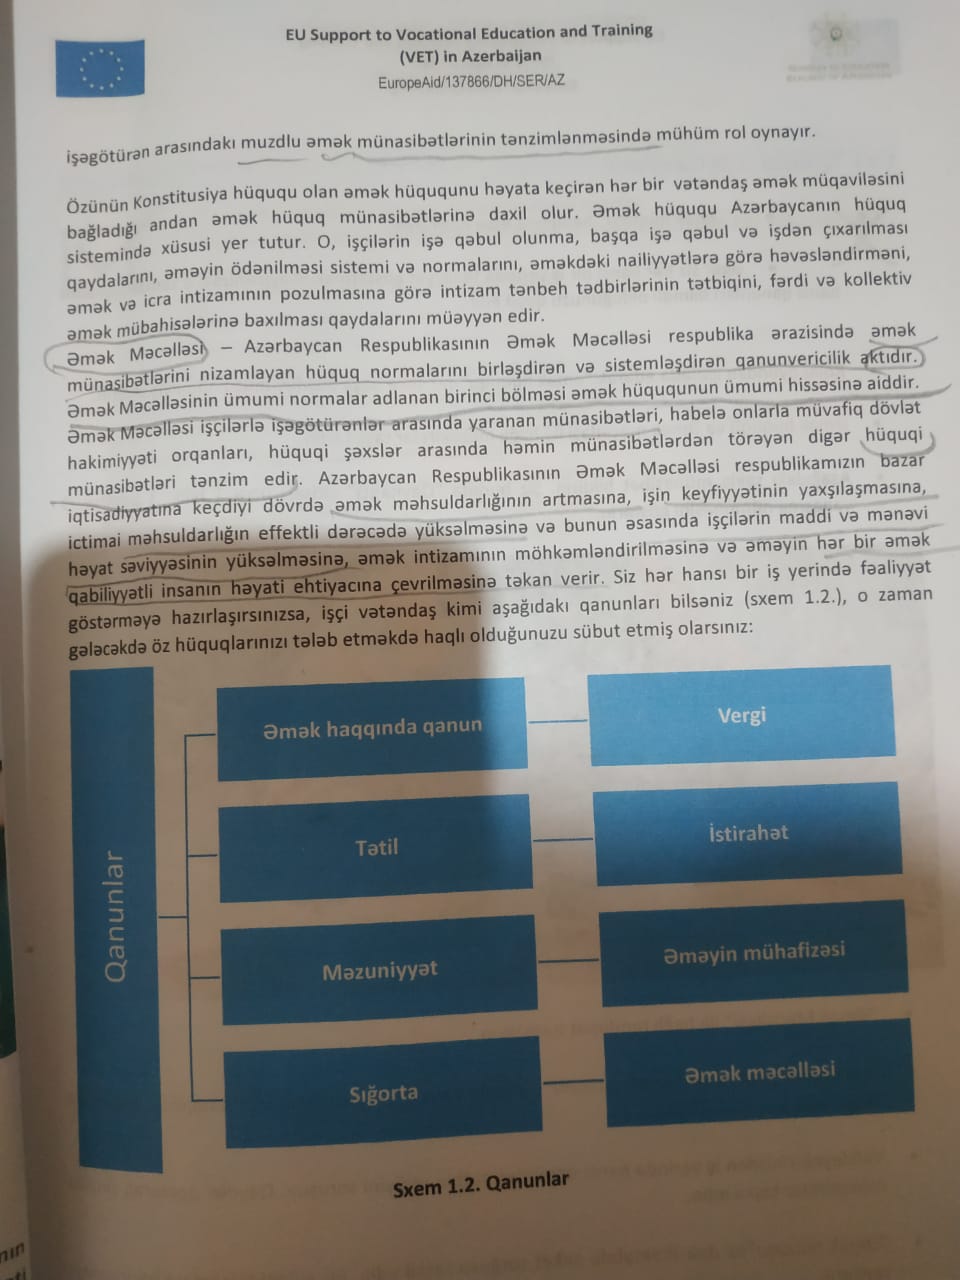 EU Support to Vocational Education and Training
(VET) in Azerbaijan
EuropeAid/137866/DH/SER/AZ
işəgötürən arasındakı muzdlu əmək münasibətlərinin tənzimlənməsində mühüm rol oynayır.
Özünün Konstitusiya hüququ olan əmək hüququnu həyata keçirən hər bir vətəndaş əmək müqaviləsini
bağladığı andan əmək hüquq münasibətlərinə daxil olur. Əmək hüququ Azərbaycanın hüquq
sistemində xüsusi yer tutur. O, işçilərin işə qəbul olunma, başqa işə qəbul və işdən çıxarılması
qaydalarını, əməyin ödənilməsi sistemi və normalarını, əməkdəki nailiyyətlərə görə həvəsləndirməni,
əmək və icra intizamının pozulmasına görə intizam tənbeh tədbirlərinin tətbiqini, fərdi və kollektiv
əmək mübahisələrinə baxılması qaydalarını müəyyən edir.
Əmək Məcəlləsi – Azərbaycan Respublikasının Əmək Məcəlləsi respublika ərazisində əmək
münasibətlərini nizamlayan hüquq normalarını birləşdirən və sistemləşdirən qanunvericilik aktıdır.
Əmək Məcəlləsinin ümumi normalar adlanan birinci bölməsi əmək hüququnun ümumi hissəsinə aiddir.
Əmək Məcəlləsi işçilərlə işəgötürənlər arasında yaranan münasibətləri, habelə onlarla müvafiq dövlət
hakimiyyəti orqanları, hüquqi şəxslər arasında həmin münasibətlərdən törəyən digər hüquqi
münasibətləri tənzim edir. Azərbaycan Respublikasının Əmək Məcəlləsi respublikamızın bazar
iqtisadiyyatına keçdiyi dövrdə əmək məhsuldarlığının artmasına, işin keyfiyyətinin yaxşılaşmasına,
ictimai məhsuldarlığın effektli dərəcədə yüksəlməsinə və bunun əsasında işçilərin maddi və mənəvi
həyat səviyyəsinin yüksəlməsinə, əmək intizamının möhkəmləndirilməsinə və əməyin hər bir əmək
qabiliyyətli insanın həyati ehtiyacına çevrilməsinə təkan verir. Siz hər hansı bir iş yerində fəaliyyət
göstərməyə hazırlaşırsınızsa, işçi vətəndaş kimi aşağıdakı qanunları bilsəniz (sxem 1.2.), o zaman
gələcəkdə öz hüquqlarınızı tələb etməkdə haqlı olduğunuzu sübut etmiş olarsınız:
Qanunlar
Əmək haqqında qanun
Vergi
Tətil
İstirahət
Məzuniyyət
Əməyin mühafizəsi
Sığorta
Əmək məcəlləsi
Sxem 1.2. Qanunlar